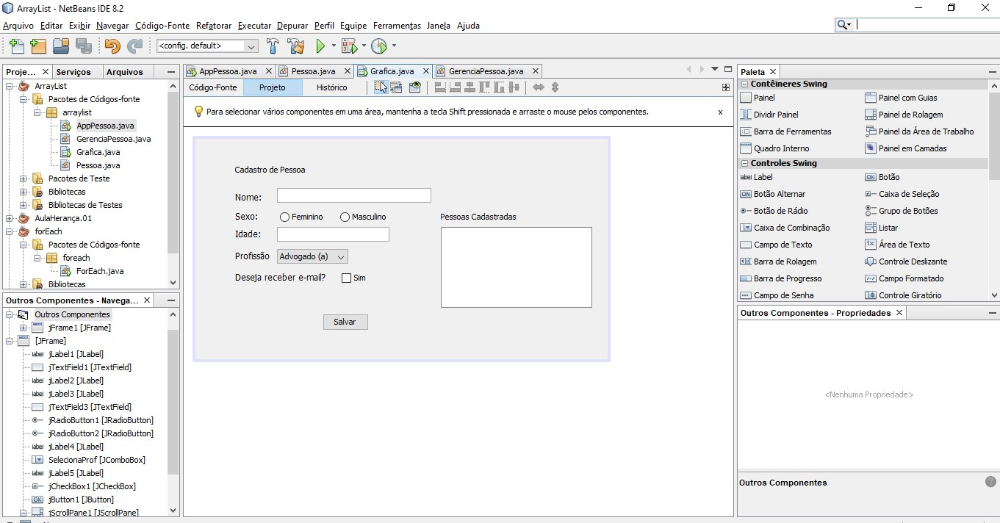 ArrayList - NetBeans IDE 8.2
Arquivo Editar Exibir Navegar Código-Fonte Refatorar Executar Depurar Perfil Equipe Ferramentas Janela Ajuda
<config. default>
Proje... Serviços Arquivos
ArrayList
Pacotes de Códigos-fonte
arraylist
AppPessoa.java
GerenciaPessoa.java
Grafica.java
Pessoa.java
Pacotes de Teste
Bibliotecas
Bibliotecas de Testes
AulaHerança.01
forEach
Pacotes de Códigos-fonte
foreach
ForEach.java
Bibliotecas
Outros Componentes - Navega...
Outros Componentes
jFrame1 [JFrame]
[JFrame]
label jLabel1 [JLabel]
jTextField1 [JTextField]
label jLabel2 [JLabel]
label jLabel3 [JLabel]
jTextField3 [JTextField]
jRadioButton1 [JRadioButton]
jRadioButton2 [JRadioButton]
label jLabel4 [JLabel]
SelecionaProf [JComboBox]
label jLabel5 [JLabel]
jCheckBox1 [JCheckBox]
OK jButton1 [JButton]
jScrollPane1 [JScrollPane]
AppPessoa.java Pessoa.java Grafica.java GerenciaPessoa.java
Código-Fonte Projeto Histórico
Para selecionar vários componentes em uma área, mantenha a tecla Shift pressionada e arraste o mouse pelos componentes. x
Cadastro de Pessoa
Nome:
Sexo: Feminino Masculino
Idade:
Profissão Advogado (a)
Deseja receber e-mail? Sim
Salvar
Pessoas Cadastradas
Paleta
Contêineres Swing
Painel Painel com Guias
Dividir Painel Painel de Rolagem
Barra de Ferramentas Painel da Área de Trabalho
Quadro Interno Painel em Camadas
Controles Swing
label Label OK Botão
ON Botão Alternar Caixa de Seleção
Botão de Rádio Grupo de Botões
Caixa de Combinação Listar
Campo de Texto Área de Texto
Barra de Rolagem Controle Deslizante
Barra de Progresso Campo Formatado
Campo de Senha Controle Giratório
Outros Componentes - Propriedades
<Nenhuma Propriedade>
Outros Componentes